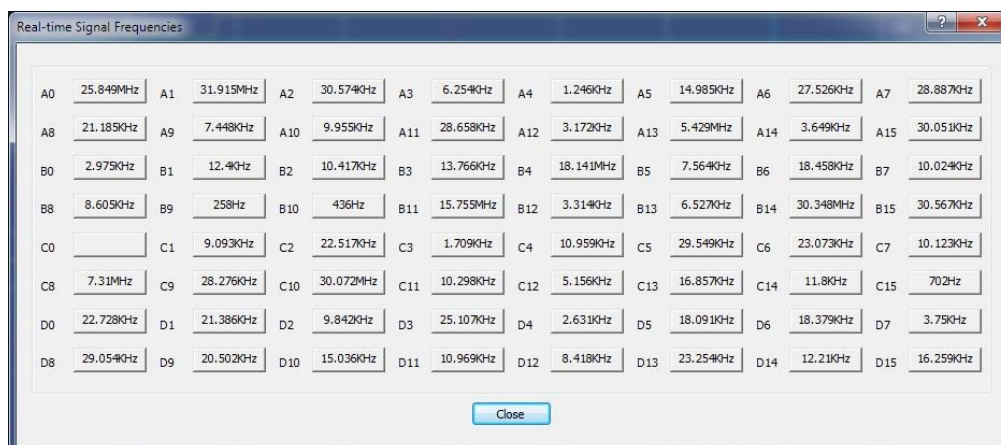 Real-time Signal Frequencies
A0 25.849MHz A1 31.915MHz A2 30.574KHz A3 6.254KHz A4 1.246KHz A5 14.985KHz A6 27.526KHz A7 28.887KHz
A8 21.185KHz A9 7.448KHz A10 9.955KHz A11 28.658KHz A12 3.172KHz A13 5.429MHz A14 3.649KHz A15 30.051KHz
B0 2.975KHz B1 12.4KHz B2 10.417KHz B3 13.766KHz B4 18.141MHz B5 7.564KHz B6 18.458KHz B7 10.024KHz
B8 8.605KHz B9 258Hz B10 436Hz B11 15.755MHz B12 3.314KHz B13 6.527KHz B14 30.348MHz B15 30.567KHz
C0 C1 9.093KHz C2 22.517KHz C3 1.709KHz C4 10.959KHz C5 29.549KHz C6 23.073KHz C7 10.123KHz
C8 7.31MHz C9 28.276KHz C10 30.072MHz C11 10.298KHz C12 5.156KHz C13 16.857KHz C14 11.8KHz C15 702Hz
D0 22.728KHz D1 21.386KHz D2 9.842KHz D3 25.107KHz D4 2.631KHz D5 18.091KHz D6 18.379KHz D7 3.75KHz
D8 29.054KHz D9 20.502KHz D10 15.036KHz D11 10.969KHz D12 8.418KHz D13 23.254KHz D14 12.21KHz D15 16.259KHz
Close